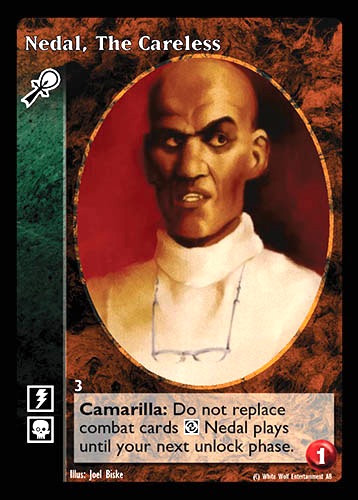 Nedal, The Careless
3
Camarilla: Do not replace
combat cards Nedal plays
until your next unlock phase.
1
Illus: Joel Biske
(C) White Wolf Entertainment AB